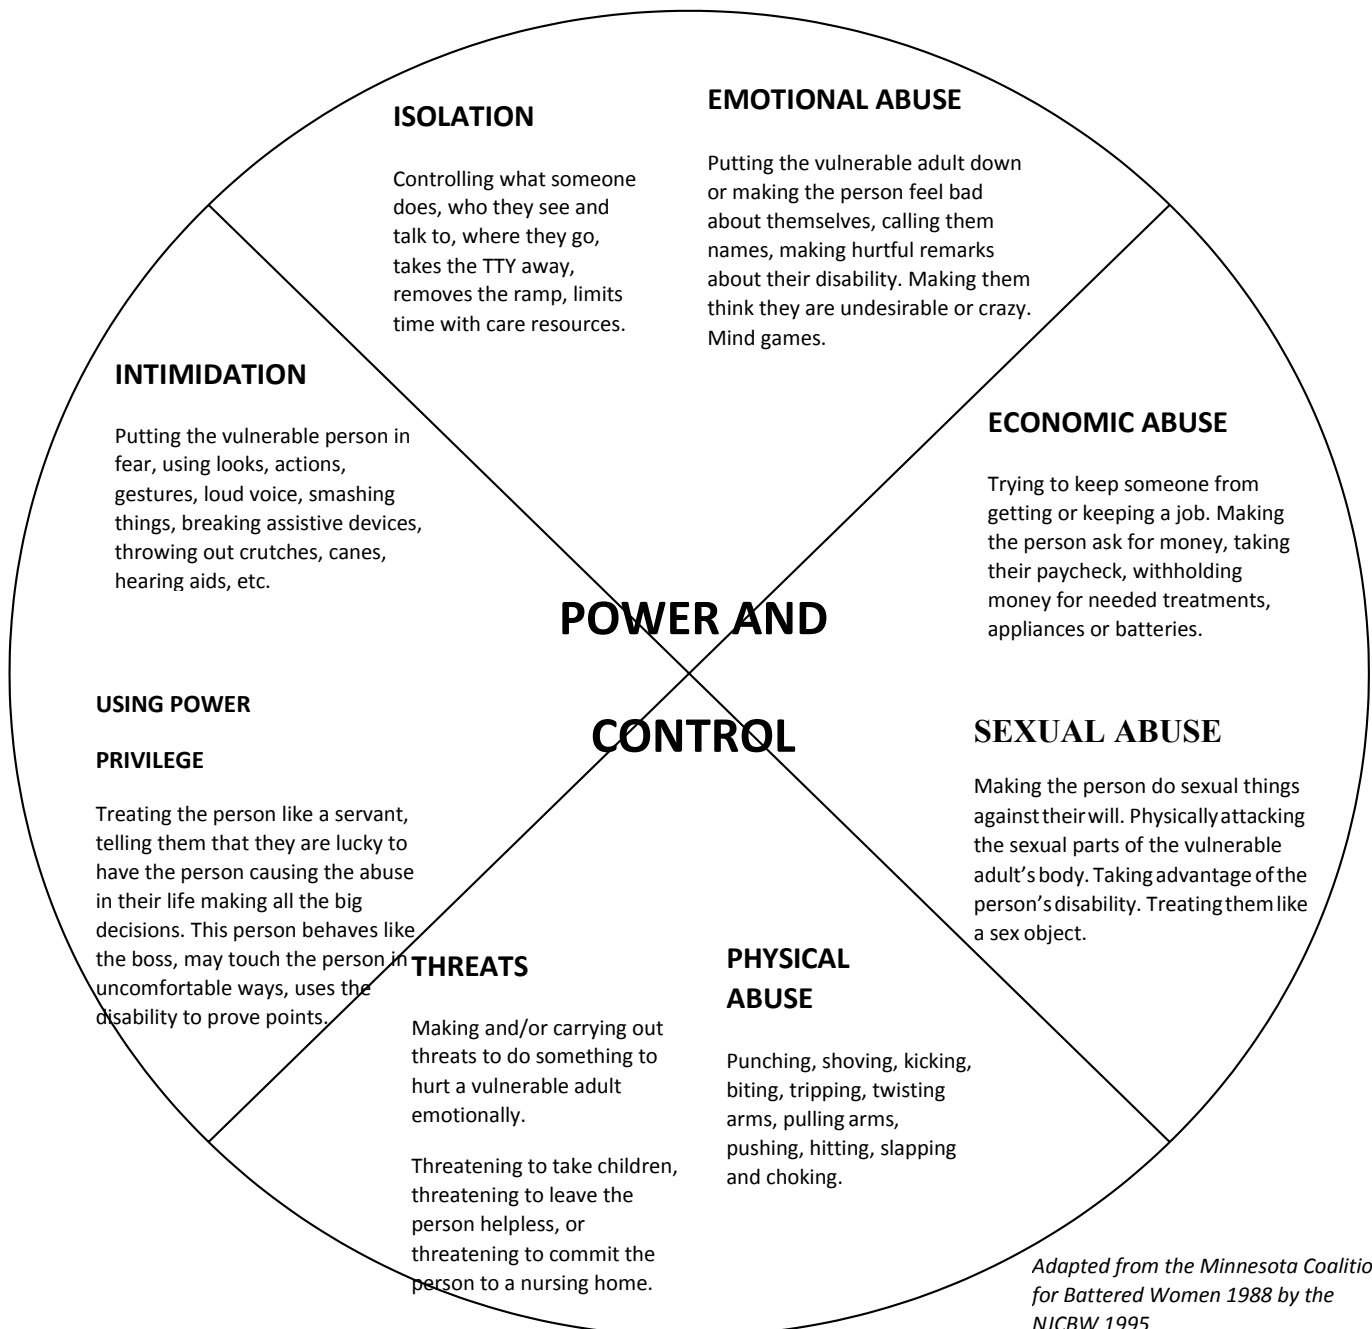 ISOLATION
Controlling what someone
does, who they see and
talk to, where they go,
takes the TTY away,
removes the ramp, limits
time with care resources.
EMOTIONAL ABUSE
Putting the vulnerable adult down
or making the person feel bad
about themselves, calling them
names, making hurtful remarks
about their disability. Making them
think they are undesirable or crazy.
Mind games.
INTIMIDATION
Putting the vulnerable person in
fear, using looks, actions,
gestures, loud voice, smashing
things, breaking assistive devices,
throwing out crutches, canes,
hearing aids, etc.
ECONOMIC ABUSE
Trying to keep someone from
getting or keeping a job. Making
the person ask for money, taking
their paycheck, withholding
money for needed treatments,
appliances or batteries.
POWER AND
CONTROL
USING POWER
PRIVILEGE
Treating the person like a servant,
telling them that they are lucky to
have the person causing the abuse
in their life making all the big
decisions. This person behaves like
the boss, may touch the person in
uncomfortable ways, uses the
disability to prove points.
SEXUAL ABUSE
Making the person do sexual things
against their will. Physically attacking
the sexual parts of the vulnerable
adult’s body. Taking advantage of the
person’s disability. Treating them like
a sex object.
THREATS
Making and/or carrying out
threats to do something to
hurt a vulnerable adult
emotionally.
Threatening to take children,
threatening to leave the
person helpless, or
threatening to commit the
person to a nursing home.
PHYSICAL
ABUSE
Punching, shoving, kicking,
biting, tripping, twisting
arms, pulling arms,
pushing, hitting, slapping
and choking.
Adapted from the Minnesota Coalitio
for Battered Women 1988 by the
NJCBW 1995